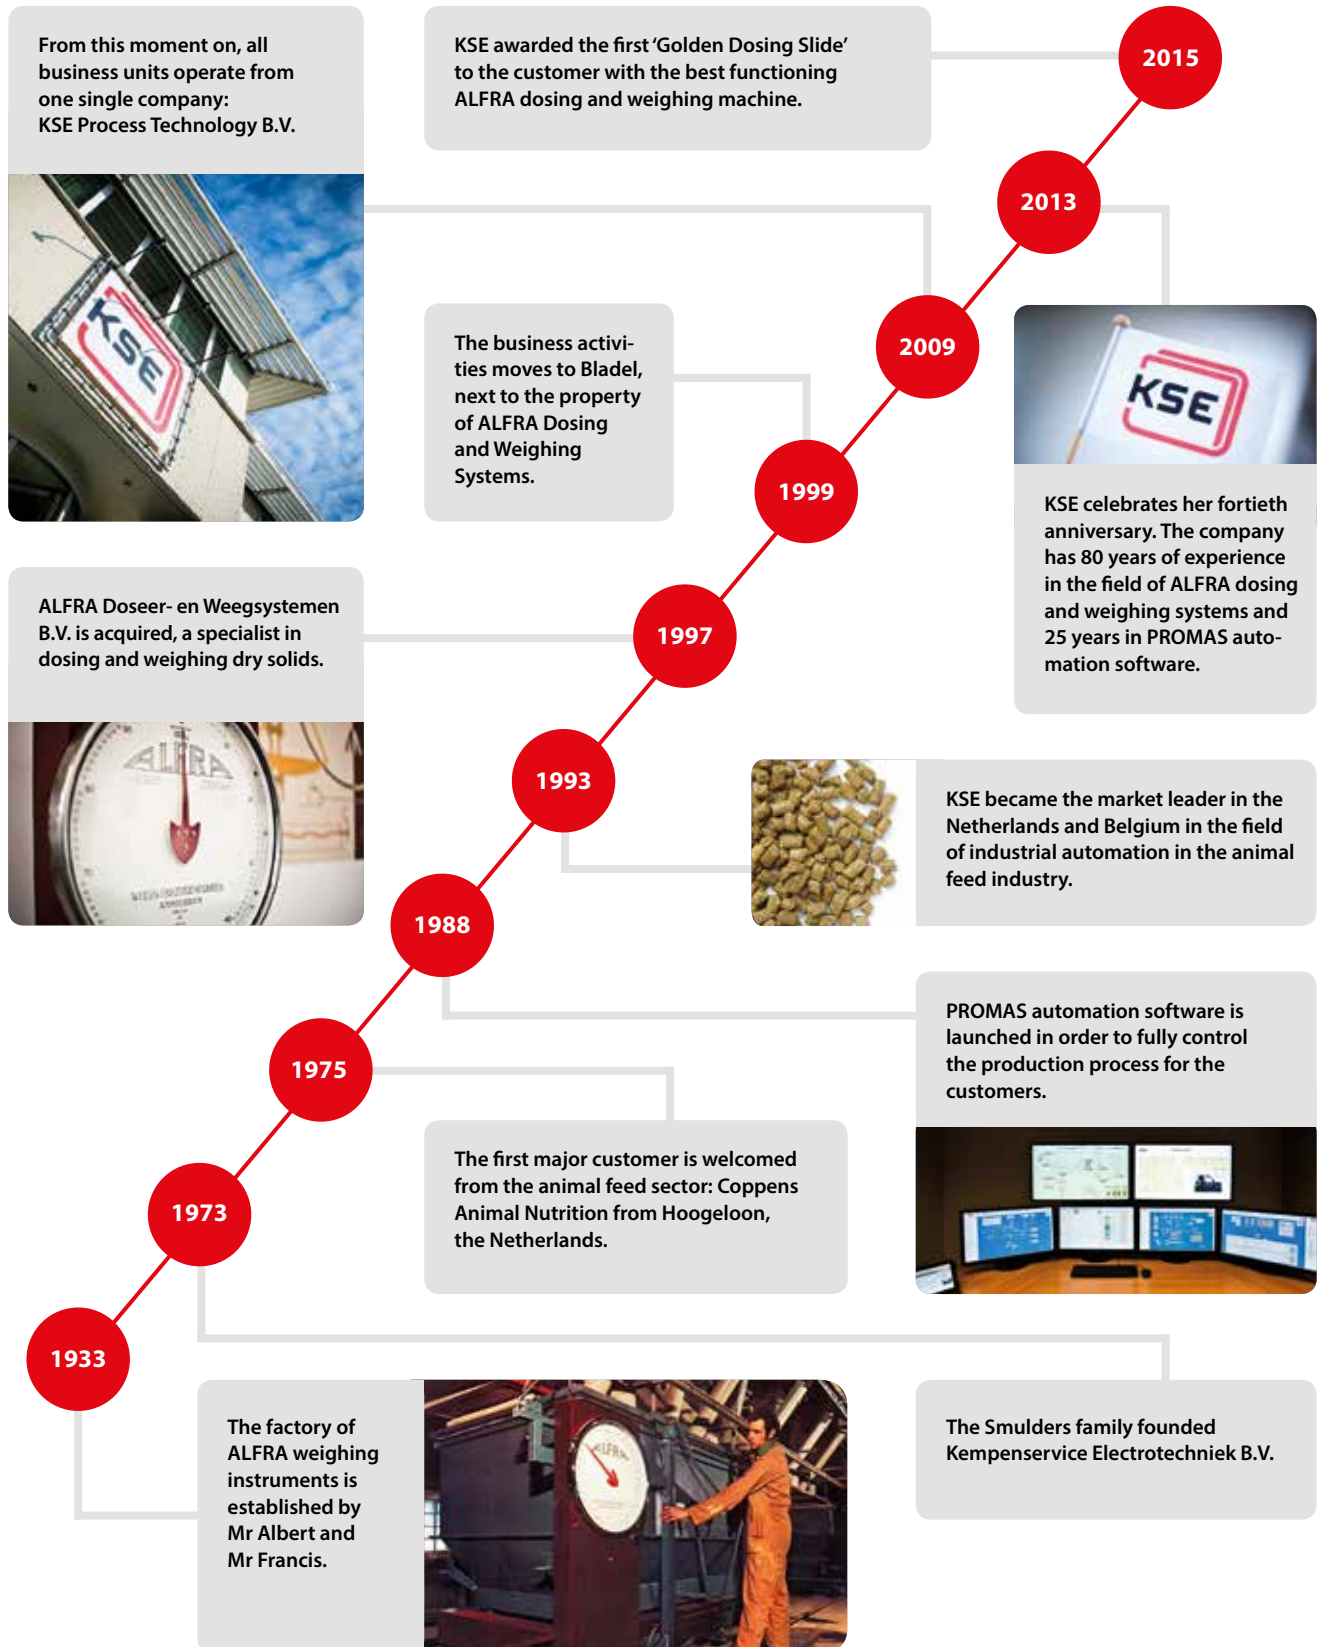 From this moment on, all
business units operate from
one single company:
KSE Process Technology B.V.
KSE awarded the first ‘Golden Dosing Slide’
to the customer with the best functioning
ALFRA dosing and weighing machine.
2015
2013
KSE
2009
The business activi-
ties moves to Bladel,
next to the property
of ALFRA Dosing
and Weighing
Systems.
KSE
1999
KSE celebrates her fortieth
anniversary. The company
has 80 years of experience
in the field of ALFRA dosing
and weighing systems and
25 years in PROMAS auto-
mation software.
ALFRA Doseer- en Weegsystemen
B.V. is acquired, a specialist in
dosing and weighing dry solids.
1997
ALFRA
1993
KSE became the market leader in the
Netherlands and Belgium in the field
of industrial automation in the animal
feed industry.
1988
PROMAS automation software is
launched in order to fully control
the production process for the
customers.
1975
The first major customer is welcomed
from the animal feed sector: Coppens
Animal Nutrition from Hoogeloon,
the Netherlands.
1973
1933
The factory of
ALFRA weighing
instruments is
established by
Mr Albert and
Mr Francis.
ALFRA
The Smulders family founded
Kempenservice Electrotechniek B.V.